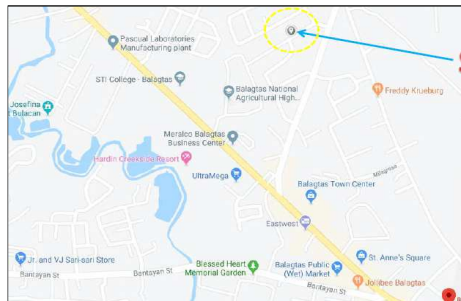 Pascual Laboratories
Manufacturing plant
STI College - Balagtas
Balagtas National
Agricultural High...
Freddy Krueburg
Josefina
Bulacan
Meralco Balagtas
Business Center
Hardin Creekside Resort
UltraMega
Balagtas Town Center
Eastwest
Jr. and VJ Sari-sari Store
Blessed Heart
Memorial Garden
Balagtas Public
(Wet) Market
St. Anne's Square
Jollibee Balagtas
Bantayan St
Bantayan St
Bantayan St